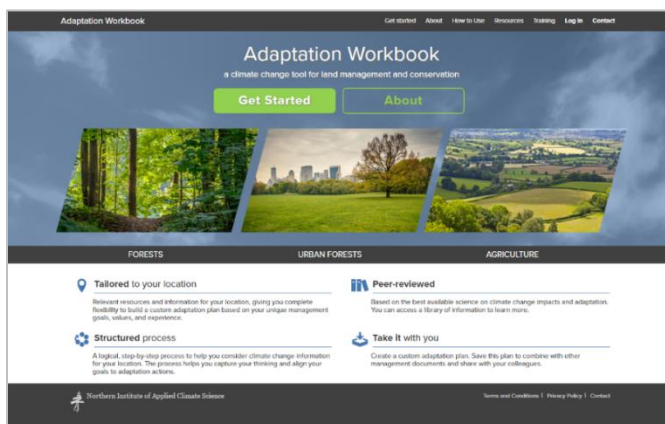 Adaptation Workbook
Get started About How to Use Resources Training Log in Contact
Adaptation Workbook
a climate change tool for land management and conservation
Get Started
About
FORESTS
URBAN FORESTS
AGRICULTURE
Tailored to your location
Relevant resources and information for your location, giving you complete
flexibility to build a custom adaptation plan based on your unique management
goals, values, and experience.
Peer-reviewed
Based on the best available science on climate change impacts and adaptation.
You can access a library of information to learn more.
Structured process
A logical, step-by-step process to help you consider climate change information
for your location. The process helps you capture your thinking and align your
goals to adaptation actions.
Take it with you
Create a custom adaptation plan. Save this plan to combine with other
management documents and share with your colleagues.
Northern Institute of Applied Climate Science
Terms and Conditions | Privacy Policy | Contact